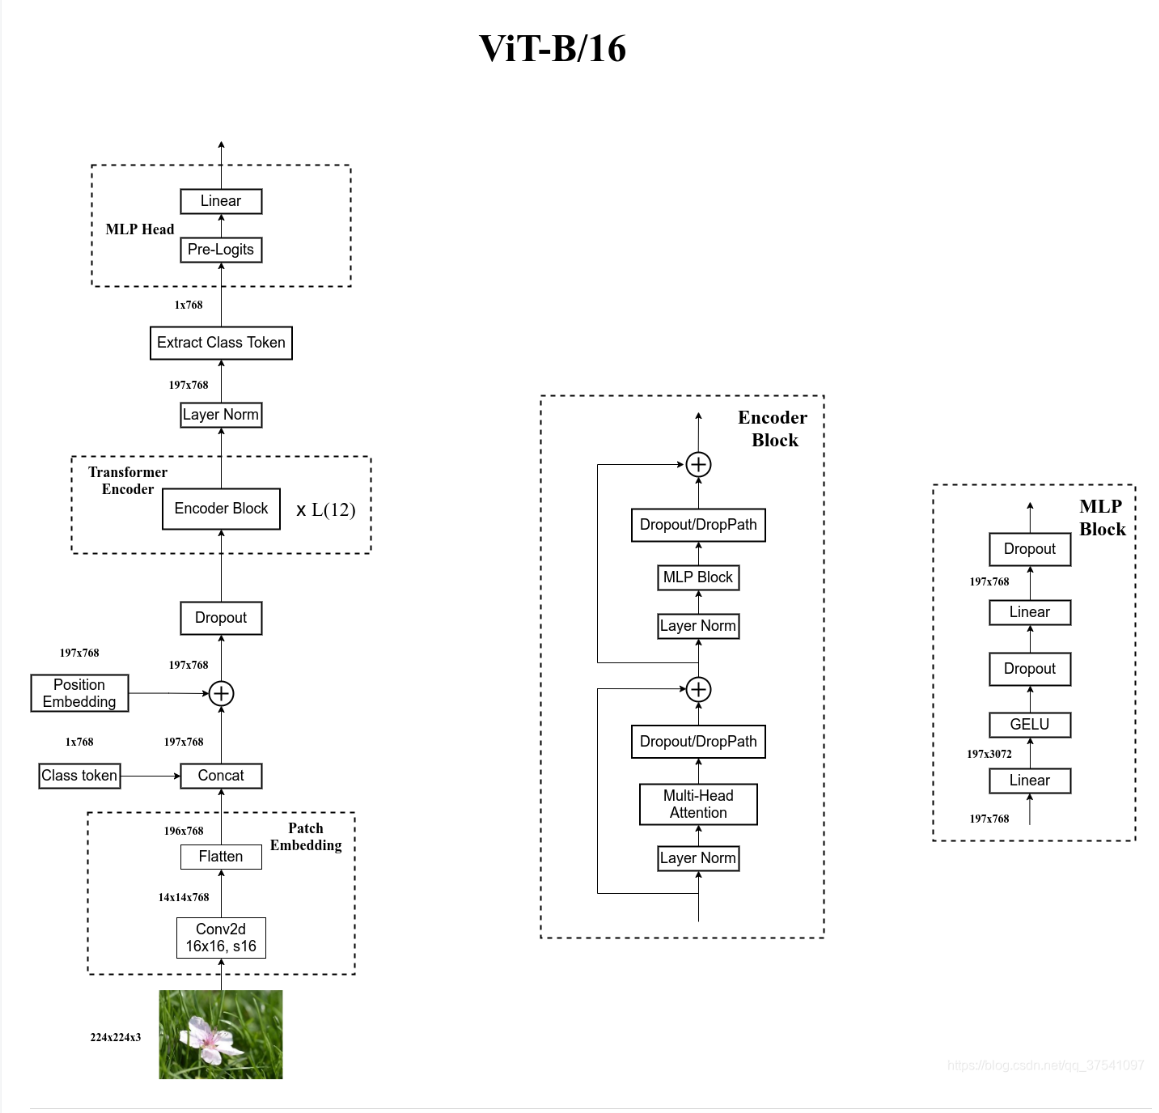 ViT-B/16
Linear
MLP Head
Pre-Logits
1x768
Extract Class Token
197x768
Layer Norm
Transformer
Encoder
Encoder Block
x L(12)
Dropout
197x768
197x768
Position
Embedding
1x768
197x768
Class token
Concat
Patch
Embedding
196x768
Flatten
14x14x768
Conv2d
16x16, s16
224x224x3
Encoder
Block
Dropout/DropPath
MLP Block
Layer Norm
Dropout/DropPath
Multi-Head
Attention
Layer Norm
MLP
Block
Dropout
197x768
Linear
Dropout
GELU
197x3072
Linear
197x768
https://blog.csdn.net/qq_37541097